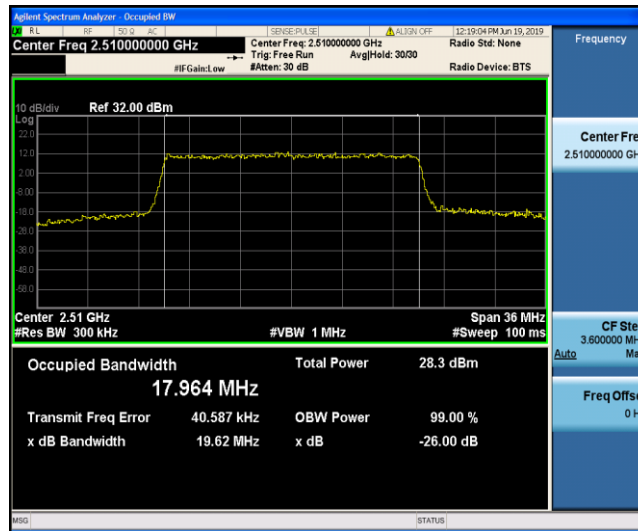 Agilent Spectrum Analyzer - Occupied BW
RL RF 50 Ω AC SENSE:PULSE ALIGN OFF 12:19:04 PM Jun 19, 2019
Center Freq 2.510000000 GHz Center Freq: 2.510000000 GHz Radio Std: None
Trig: Free Run Avg|Hold: 30/30
#IFGain:Low #Atten: 30 dB Radio Device: BTS
10 dB/div Ref 32.00 dBm
Log
22.0
12.0
2.00
-8.00
-18.0
-28.0
-38.0
-48.0
-58.0
Center 2.51 GHz Span 36 MHz
#Res BW 300 kHz #VBW 1 MHz #Sweep 100 ms
Occupied Bandwidth Total Power 28.3 dBm
17.964 MHz
Transmit Freq Error 40.587 kHz OBW Power 99.00 %
x dB Bandwidth 19.62 MHz x dB -26.00 dB
MSG STATUS
Frequency
Center Fre
2.510000000 GH
CF Ste
3.600000 MH
Auto Ma
Freq Offse
0 H